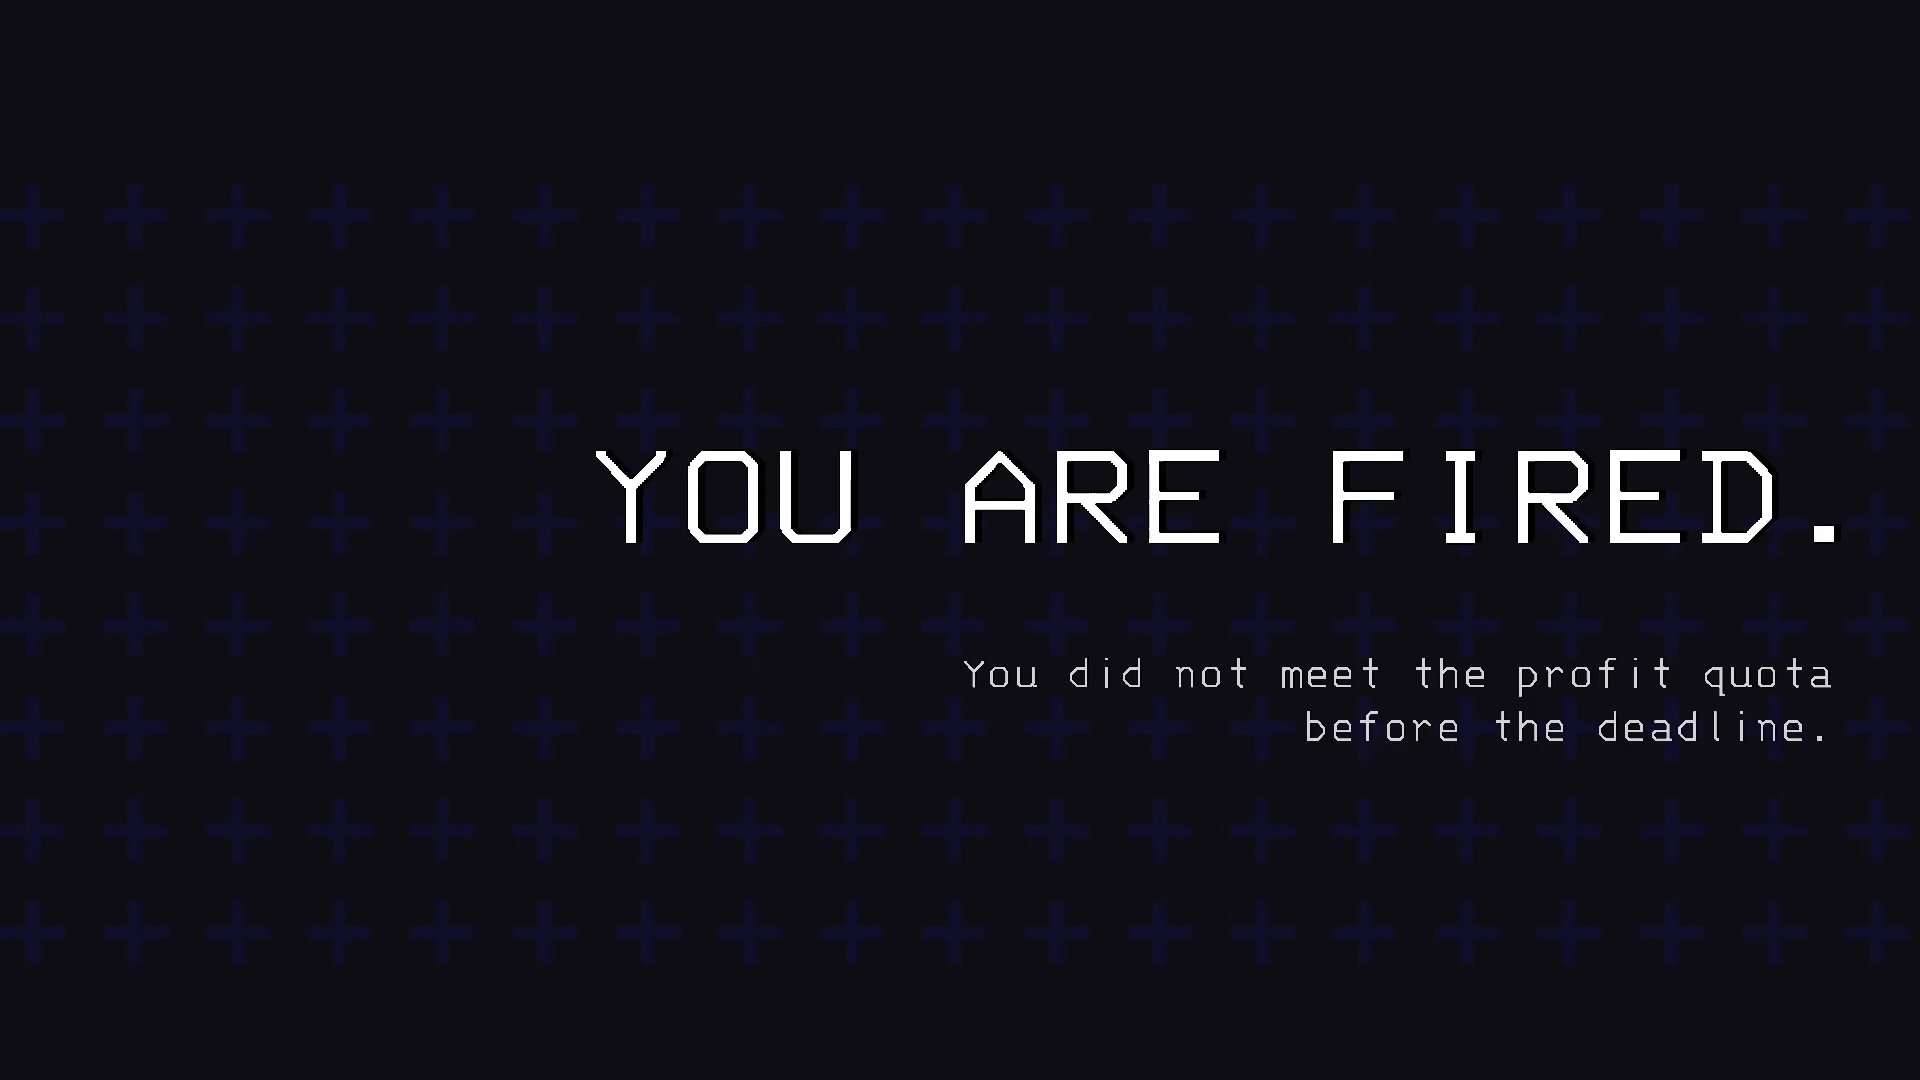 YOU ARE FIRED.
You did not meet the profit quota
before the deadline.